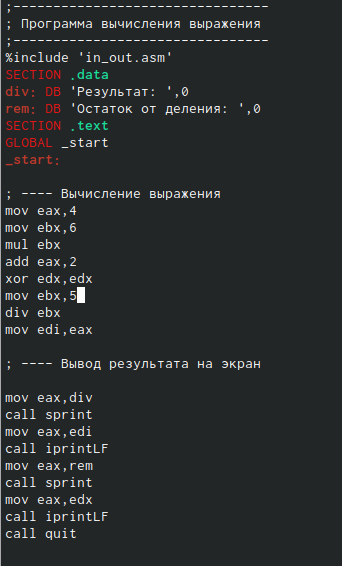 ;--------------------------------
; Программа вычисления выражения
;--------------------------------
%include 'in_out.asm'
SECTION .data
div: DB 'Результат: ',0
rem: DB 'Остаток от деления: ',0
SECTION .text
GLOBAL _start
_start:
; ---- Вычисление выражения
mov eax,4
mov ebx,6
mul ebx
add eax,2
xor edx,edx
mov ebx,5
div ebx
mov edi,eax
; ---- Вывод результата на экран
mov eax,div
call sprint
mov eax,edi
call iprintLF
mov eax,rem
call sprint
mov eax,edx
call iprintLF
call quit